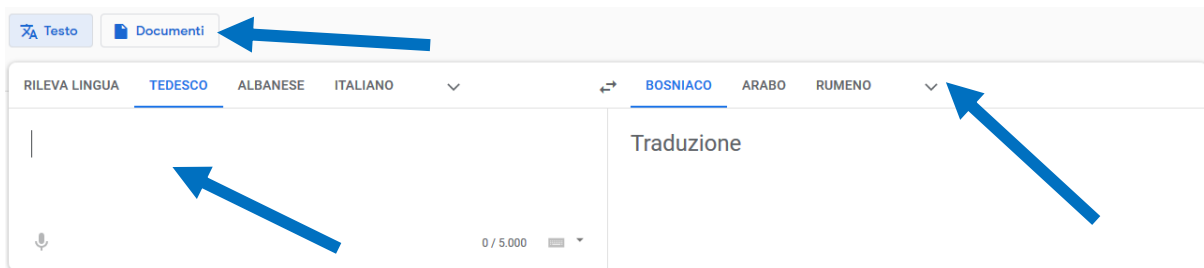 Testo Documenti
RILEVA LINGUA TEDESCO ALBANESE ITALIANO BOSNIACO ARABO RUMENO
Traduzione
0 / 5.000